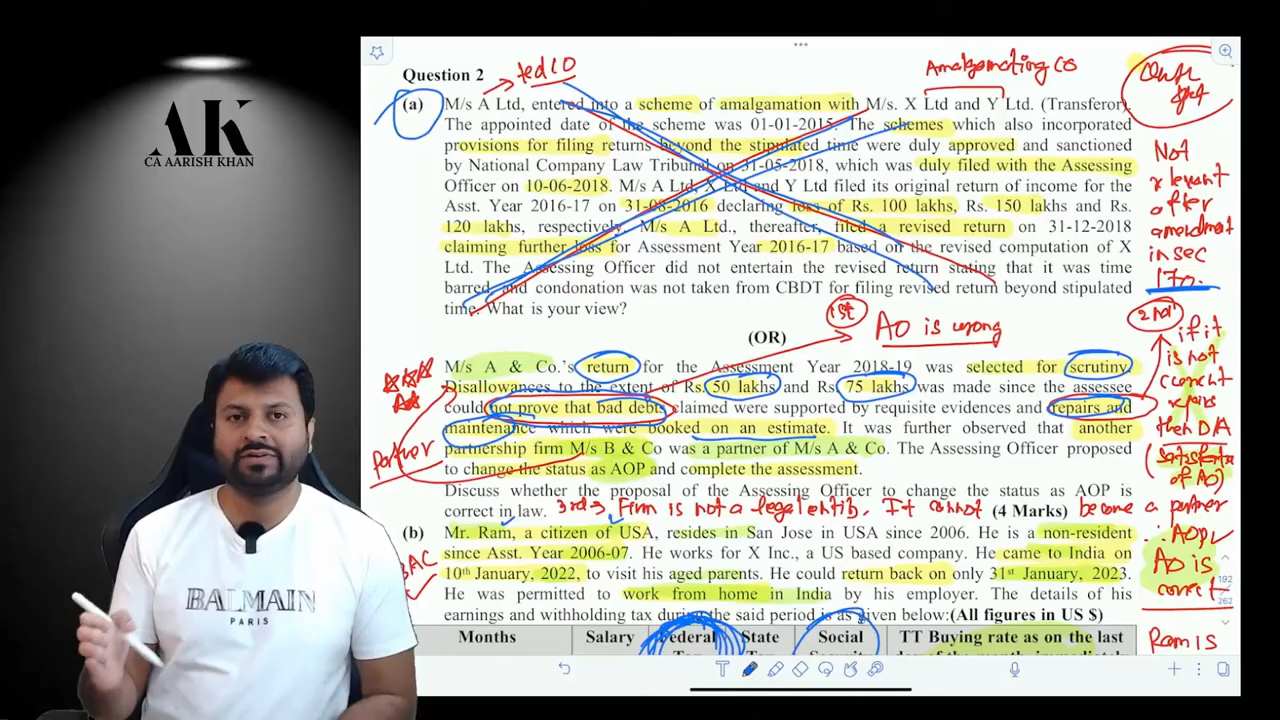 AK
CA AARISH KHAN
BALMAIN
PARIS
ted CO
Amalgamating Cos
Question 2
(a) M/s A Ltd, entered into a scheme of amalgamation with M/s. X Ltd and Y Ltd. (Transferor).
The appointed date of the scheme was 01-01-2015. The schemes which also incorporated
provisions for filing returns beyond the stipulated time were duly approved and sanctioned
by National Company Law Tribunal on 31-05-2018, which was duly filed with the Assessing
Officer on 10-06-2018. M/s A Ltd, X Ltd and Y Ltd filed its original return of income for the
Asst. Year 2016-17 on 31-08-2016 declaring loss of Rs. 100 lakhs, Rs. 150 lakhs and Rs.
120 lakhs, respectively. M/s A Ltd., thereafter, filed a revised return on 31-12-2018
claiming further loss for Assessment Year 2016-17 based on the revised computation of X
Ltd. The Assessing Officer did not entertain the revised return stating that it was time
barred, and condonation was not taken from CBDT for filing revised return beyond stipulated
time. What is your view?
Not
relevant
after
amendment
in sec
170.
(OR)
1st
AO is wrong
2nd
M/s A & Co.'s return for the Assessment Year 2018-19 was selected for scrutiny.
Disallowances to the extent of Rs. 50 lakhs and Rs. 75 lakhs was made since the assessee
could not prove that bad debts claimed were supported by requisite evidences and repairs and
maintenance which were booked on an estimate. It was further observed that another
partnership firm M/s B & Co was a partner of M/s A & Co. The Assessing Officer proposed
to change the status as AOP and complete the assessment.
Discuss whether the proposal of the Assessing Officer to change the status as AOP is
correct in law. (4 Marks)
Partner
if it
is not
current
repairs
then DA
(satisfaction
of AO)
3rd, Firm is not a legal entity. It cannot become a partner
∴ AOP
AO is
correct
(b) Mr. Ram, a citizen of USA, resides in San Jose in USA since 2006. He is a non-resident
since Asst. Year 2006-07. He works for X Inc., a US based company. He came to India on
10th January, 2022, to visit his aged parents. He could return back on only 31st January, 2023.
He was permitted to work from home in India by his employer. The details of his
earnings and withholding tax during the said period is as given below:(All figures in US $)
192
262
Ram is
Months Salary Federal State Social TT Buying rate as on the last